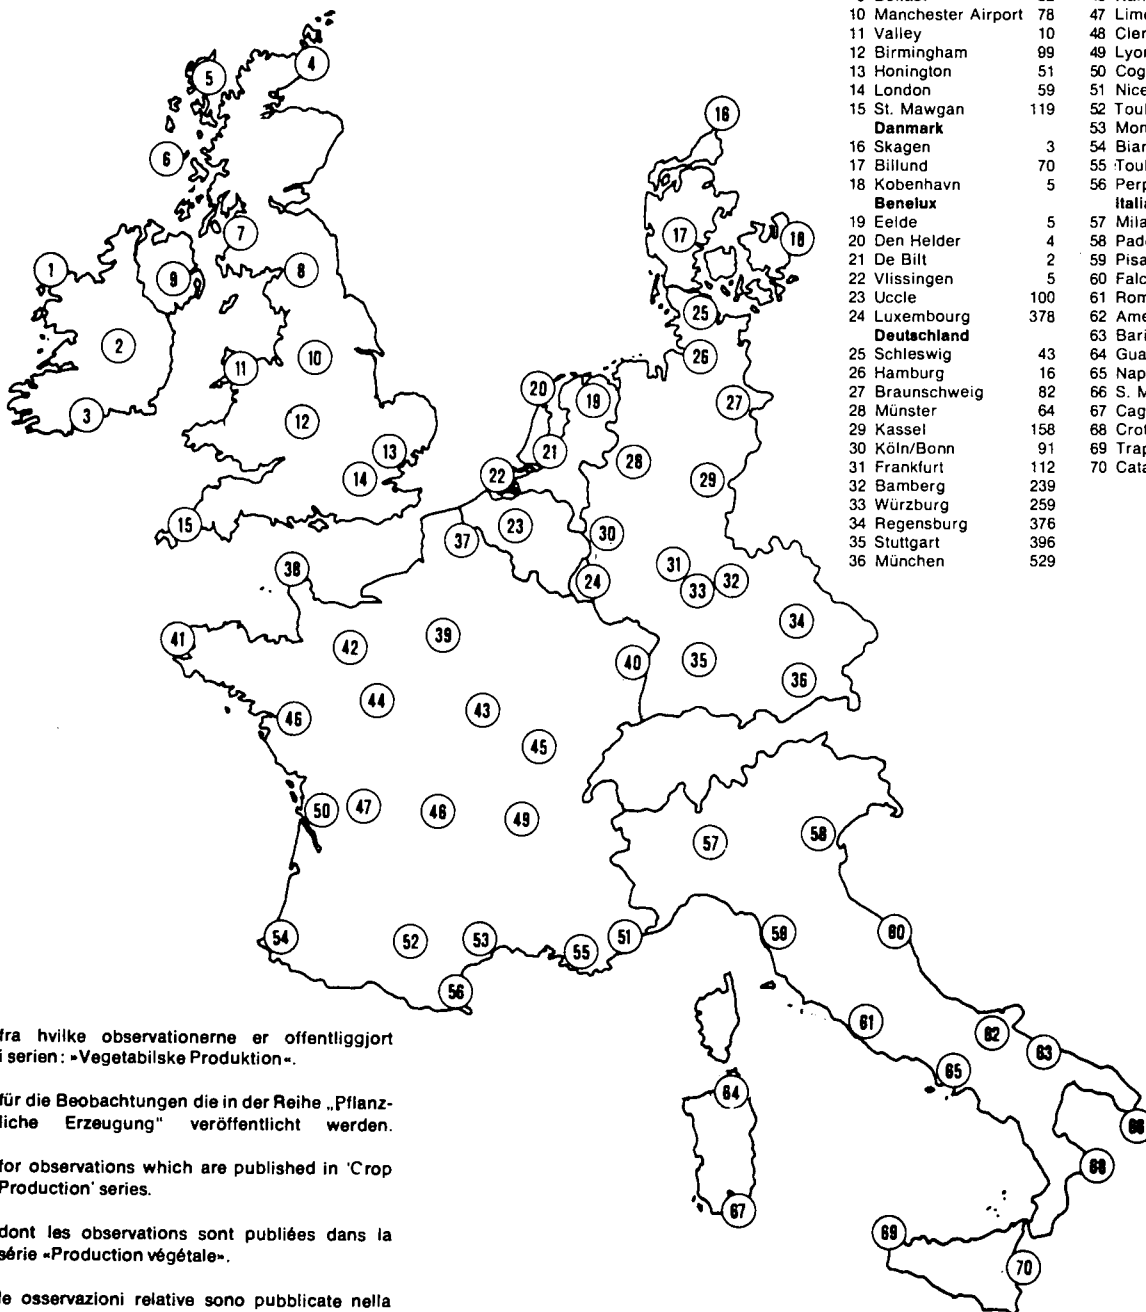 10 Manchester Airport 78
11 Valley 10
12 Birmingham 99
13 Honington 51
14 London 59
15 St. Mawgan 119
Danmark
16 Skagen 3
17 Billund 70
18 Kobenhavn 5
Benelux
19 Eelde 5
20 Den Helder 4
21 De Bilt 2
22 Vlissingen 5
23 Uccle 100
24 Luxembourg 378
Deutschland
25 Schleswig 43
26 Hamburg 16
27 Braunschweig 82
28 Münster 64
29 Kassel 158
30 Köln/Bonn 91
31 Frankfurt 112
32 Bamberg 239
33 Würzburg 259
34 Regensburg 376
35 Stuttgart 396
36 München 529
47 Lim
48 Cler
49 Lyo
50 Cog
51 Nice
52 Toul
53 Mon
54 Biar
55 Toul
56 Perp
Italia
57 Mila
58 Pad
59 Pisa
60 Falc
61 Rom
62 Ame
63 Bari
64 Gua
65 Nap
66 S. M
67 Cag
68 Crot
69 Trap
70 Cata
4
5
16
6
7
17
18
1
9
8
25
2
10
26
11
20
19
27
3
12
13
21
28
14
22
29
15
23
37
30
38
31
24
33
32
34
41
42
39
40
35
36
44
46
43
45
50
47
48
49
57
58
54
52
53
55
51
59
60
56
61
62
63
65
64
66
68
67
69
70
fra hvilke observationerne er offentliggjort
i serien: »Vegetabilske Produktion«.
für die Beobachtungen die in der Reihe „Pflanz-
liche Erzeugung" veröffentlicht werden.
for observations which are published in 'Crop
Production' series.
dont les observations sont publiées dans la
série «Production végétale».
le osservazioni relative sono pubblicate nella